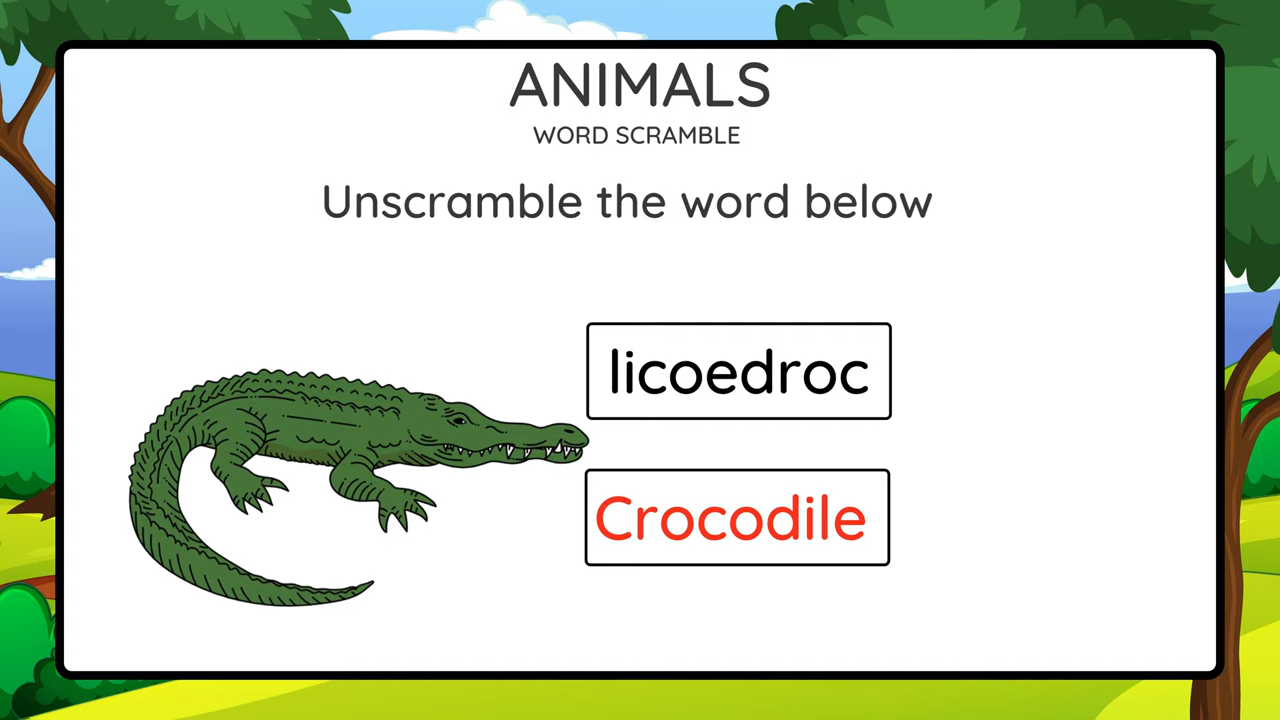 ANIMALS
WORD SCRAMBLE
Unscramble the word below
licoedroc
Crocodile